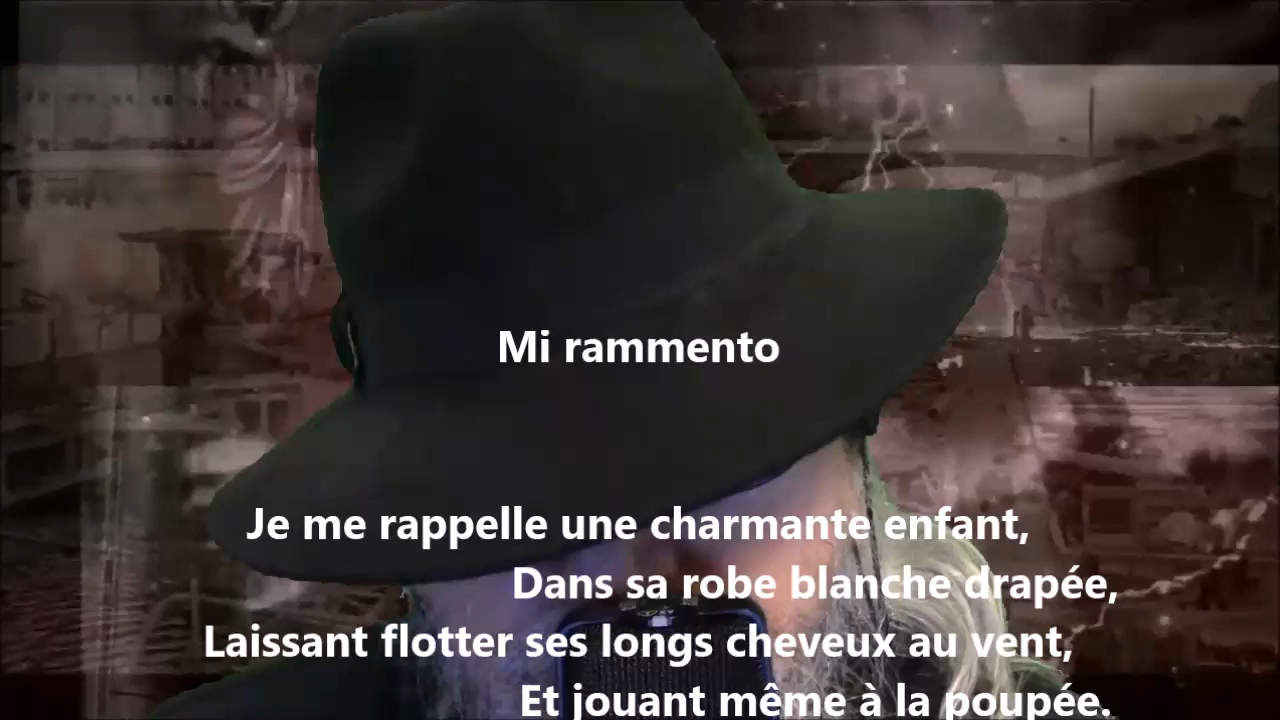 Mi rammento
Je me rappelle une charmante enfant,
Dans sa robe blanche drapée,
Laissant flotter ses longs cheveux au vent,
Et jouant même à la poupée.